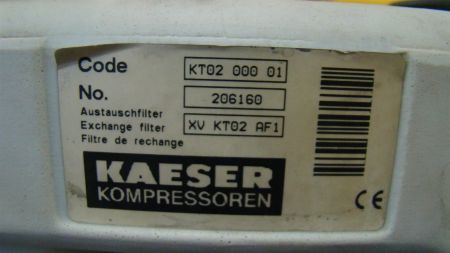 Code KT02 000 01
No. 206160
Austauschfilter
Exchange filter XV KT02 AF1
Filtre de rechange
KAESER
KOMPRESSOREN
CE